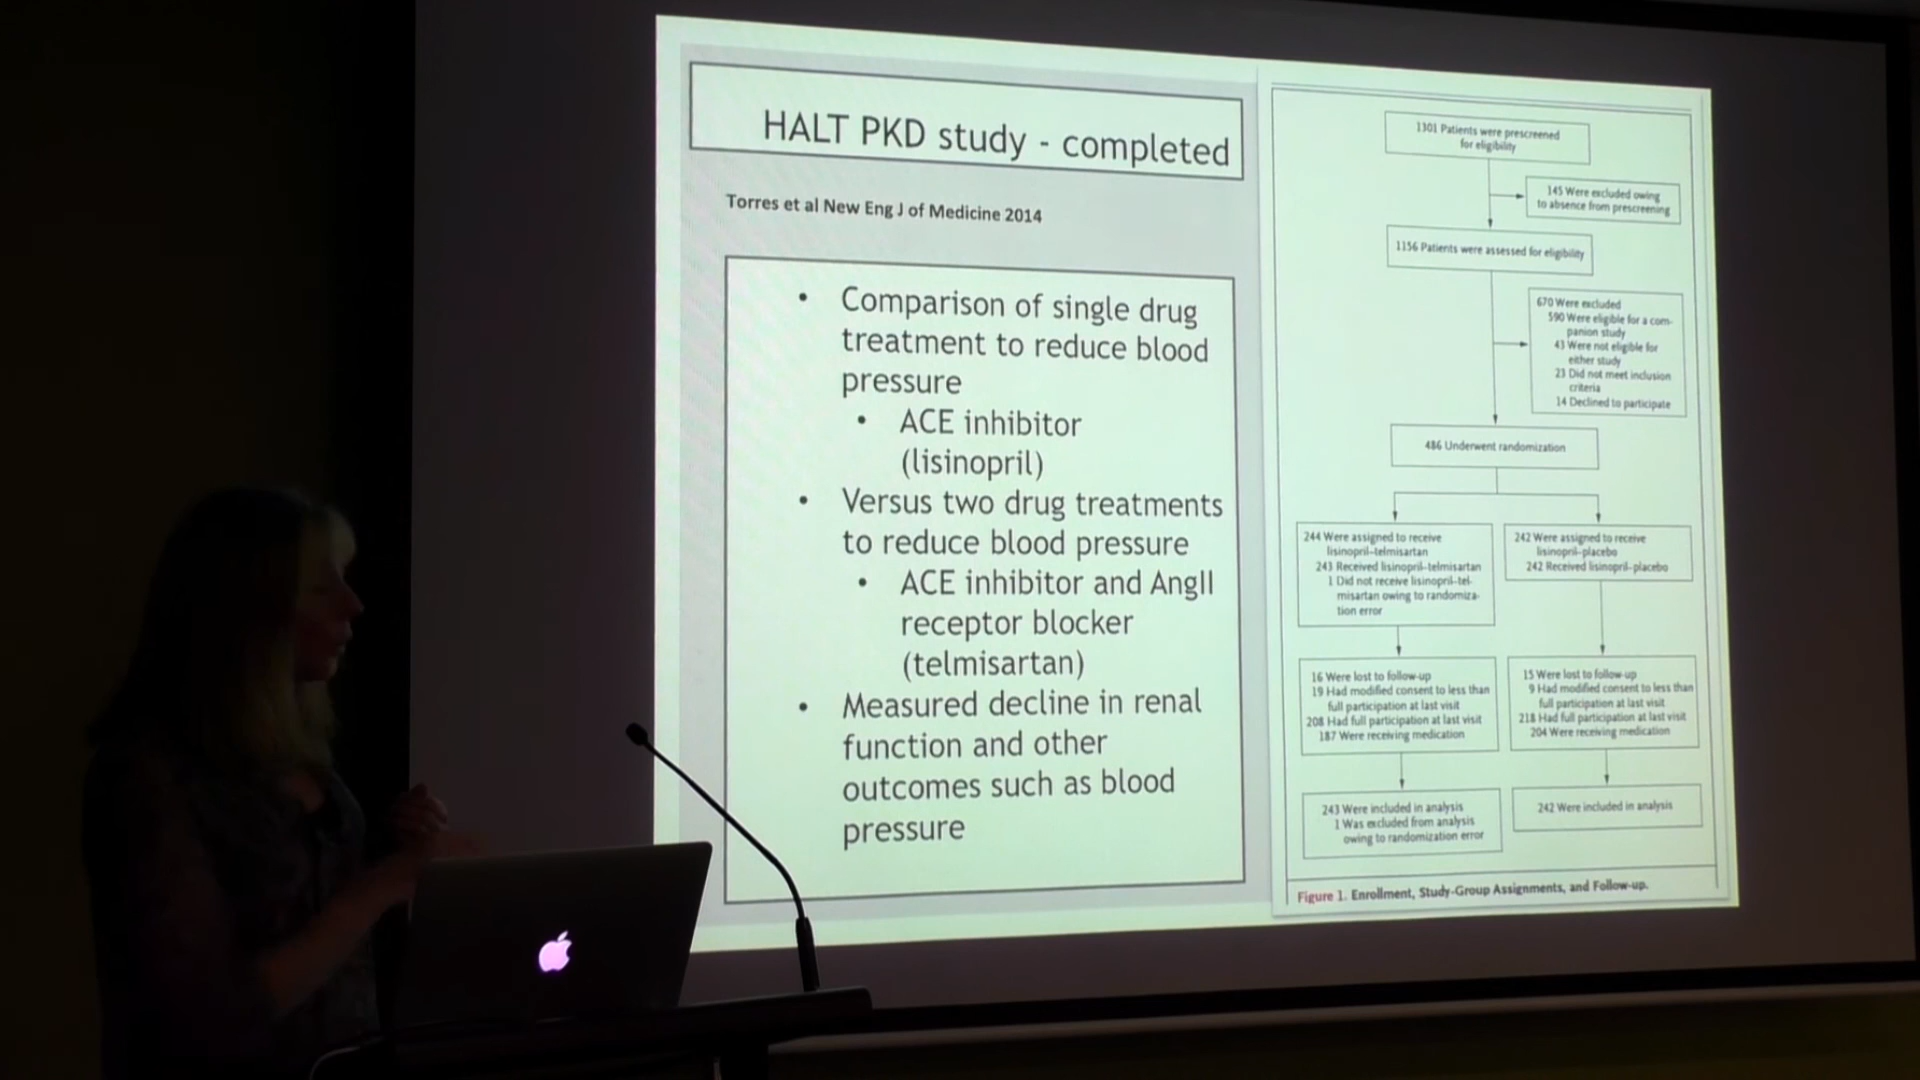 HALT PKD study - completed
Torres et al New Eng J of Medicine 2014
• Comparison of single drug
treatment to reduce blood
pressure
• ACE inhibitor
(lisinopril)
• Versus two drug treatments
to reduce blood pressure
• ACE inhibitor and AngII
receptor blocker
(telmisartan)
• Measured decline in renal
function and other
outcomes such as blood
pressure
1301 Patients were prescreened
for eligibility
145 Were excluded owing
to absence from prescreening
1156 Patients were assessed for eligibility
670 Were excluded
590 Were eligible for a com-
panion study
43 Were not eligible for
either study
23 Did not meet inclusion
criteria
14 Declined to participate
486 Underwent randomization
244 Were assigned to receive
lisinopril–telmisartan
243 Received lisinopril–telmisartan
1 Did not receive lisinopril–tel-
misartan owing to randomiza-
tion error
242 Were assigned to receive
lisinopril–placebo
242 Received lisinopril–placebo
16 Were lost to follow-up
19 Had modified consent to less than
full participation at last visit
208 Had full participation at last visit
187 Were receiving medication
15 Were lost to follow-up
9 Had modified consent to less than
full participation at last visit
218 Had full participation at last visit
204 Were receiving medication
243 Were included in analysis
1 Was excluded from analysis
owing to randomization error
242 Were included in analysis
Figure 1. Enrollment, Study-Group Assignments, and Follow-up.